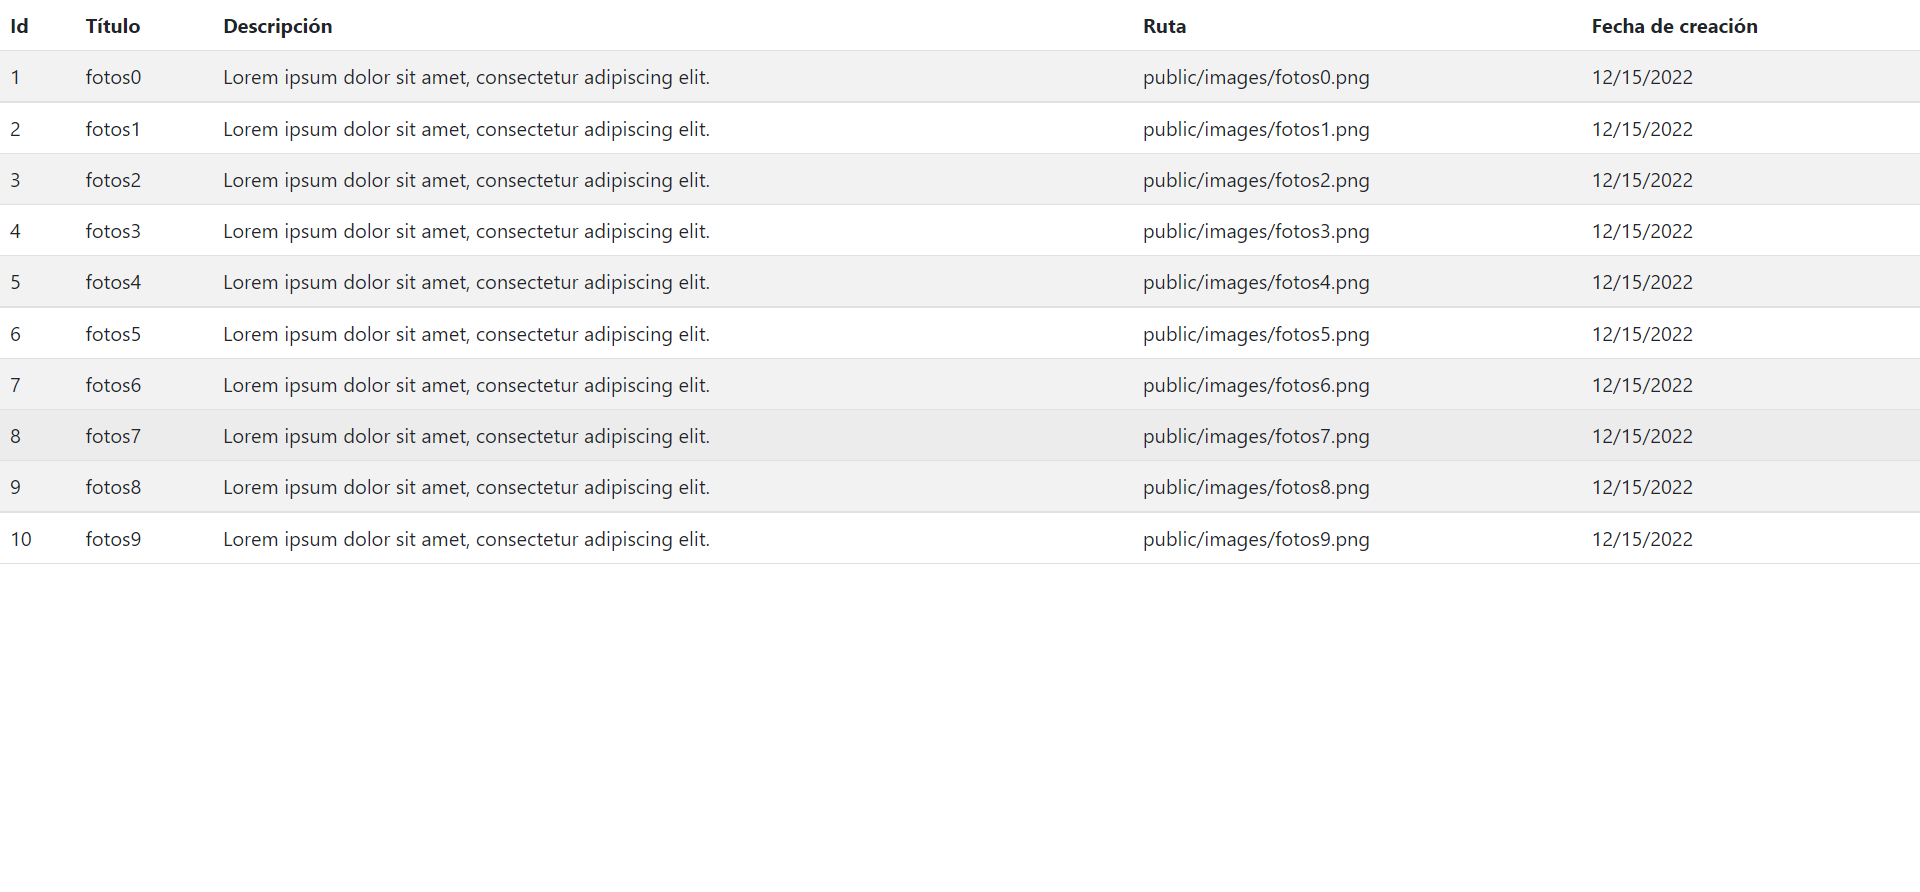 Id Título Descripción Ruta Fecha de creación
1 fotos0 Lorem ipsum dolor sit amet, consectetur adipiscing elit. public/images/fotos0.png 12/15/2022
2 fotos1 Lorem ipsum dolor sit amet, consectetur adipiscing elit. public/images/fotos1.png 12/15/2022
3 fotos2 Lorem ipsum dolor sit amet, consectetur adipiscing elit. public/images/fotos2.png 12/15/2022
4 fotos3 Lorem ipsum dolor sit amet, consectetur adipiscing elit. public/images/fotos3.png 12/15/2022
5 fotos4 Lorem ipsum dolor sit amet, consectetur adipiscing elit. public/images/fotos4.png 12/15/2022
6 fotos5 Lorem ipsum dolor sit amet, consectetur adipiscing elit. public/images/fotos5.png 12/15/2022
7 fotos6 Lorem ipsum dolor sit amet, consectetur adipiscing elit. public/images/fotos6.png 12/15/2022
8 fotos7 Lorem ipsum dolor sit amet, consectetur adipiscing elit. public/images/fotos7.png 12/15/2022
9 fotos8 Lorem ipsum dolor sit amet, consectetur adipiscing elit. public/images/fotos8.png 12/15/2022
10 fotos9 Lorem ipsum dolor sit amet, consectetur adipiscing elit. public/images/fotos9.png 12/15/2022